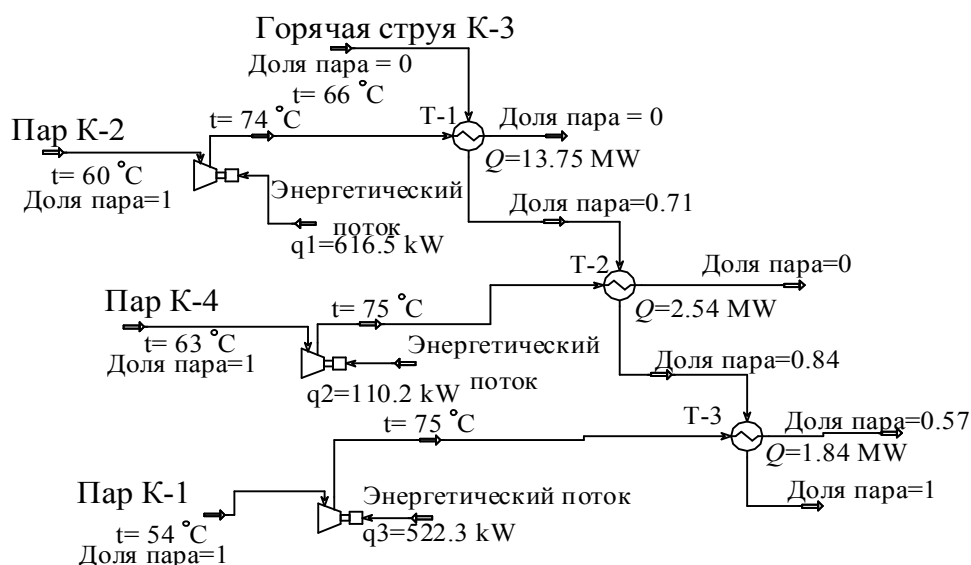 Горячая струя К-3
Доля пара = 0
t= 66 °C
t= 74 °C
Т-1
Доля пара = 0
Пар К-2
Q=13.75 MW
t= 60 °C
Доля пара=1
Энергетический
поток
q1=616.5 kW
Доля пара=0.71
Т-2
Доля пара=0
Пар К-4
t= 75 °C
Q=2.54 MW
t= 63 °C
Доля пара=1
Энергетический
поток
q2=110.2 kW
Доля пара=0.84
t= 75 °C
Т-3
Доля пара=0.57
Q=1.84 MW
Пар К-1
Энергетический поток
Доля пара=1
t= 54 °C
q3=522.3 kW
Доля пара=1